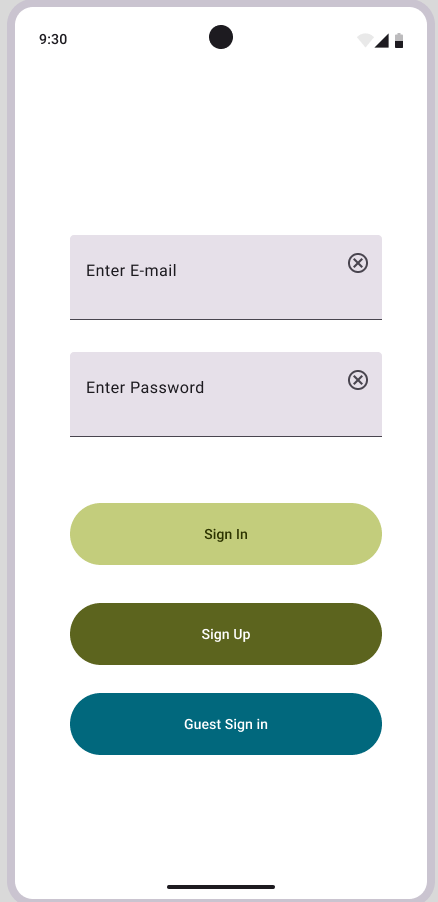 9:30
Enter E-mail
Enter Password
Sign In
Sign Up
Guest Sign in